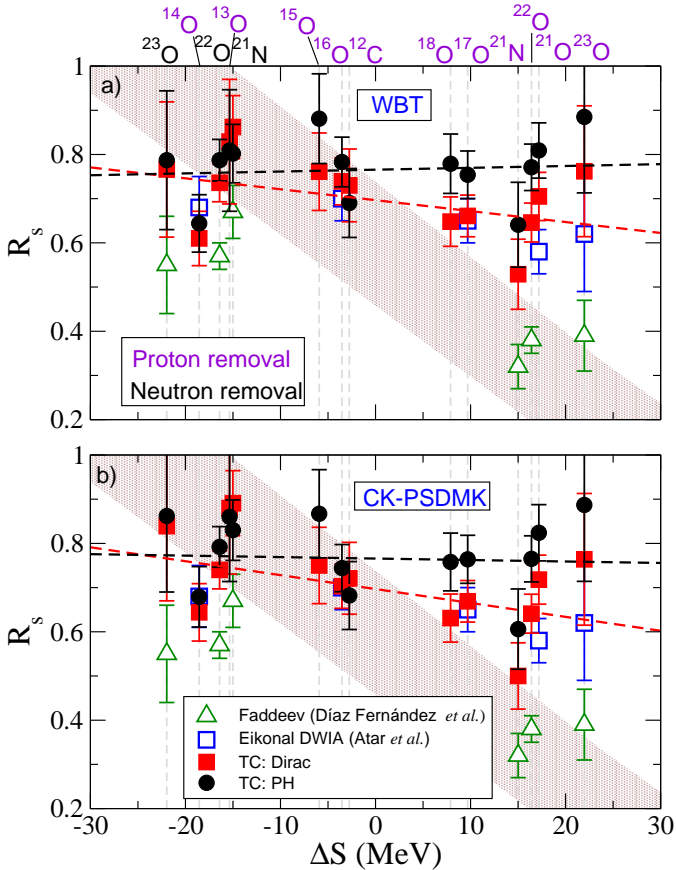 ¹⁴O ¹³O ¹⁵O ²²O
²³O ²²O ²¹N ¹⁶O ¹²C ¹⁸O ¹⁷O ²¹N ²¹O ²³O
a)
WBT
1
0.8
0.6
0.4
0.2
R_s
Proton removal
Neutron removal
b)
CK-PSDMK
1
0.8
0.6
0.4
0.2
R_s
Faddeev (Díaz Fernández et al.)
Eikonal DWIA (Atar et al.)
TC: Dirac
TC: PH
-30 -20 -10 0 10 20 30
ΔS (MeV)